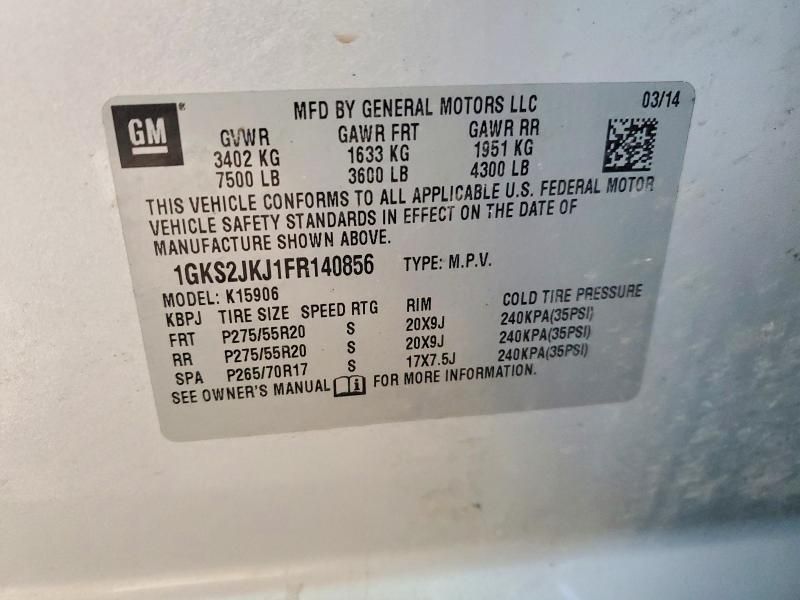 GM
MFD BY GENERAL MOTORS LLC 03/14
GVWR GAWR FRT GAWR RR
3402 KG 1633 KG 1951 KG
7500 LB 3600 LB 4300 LB
THIS VEHICLE CONFORMS TO ALL APPLICABLE U.S. FEDERAL MOTOR
VEHICLE SAFETY STANDARDS IN EFFECT ON THE DATE OF
MANUFACTURE SHOWN ABOVE.
1GKS2JKJ1FR140856 TYPE: M.P.V.
MODEL: K15906
KBPJ TIRE SIZE SPEED RTG RIM COLD TIRE PRESSURE
FRT P275/55R20 S 20X9J 240KPA(35PSI)
RR P275/55R20 S 20X9J 240KPA(35PSI)
SPA P265/70R17 S 17X7.5J 240KPA(35PSI)
SEE OWNER'S MANUAL FOR MORE INFORMATION.